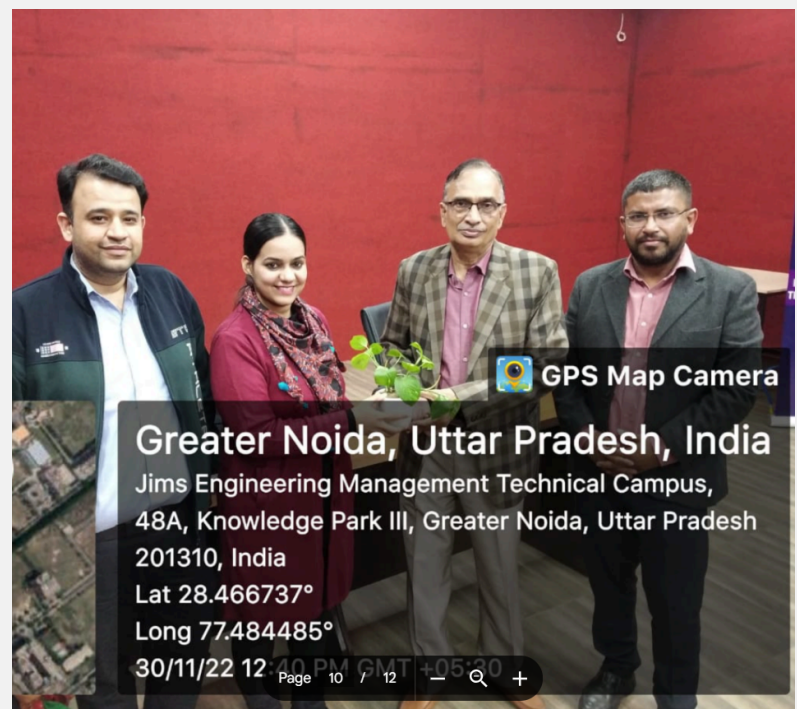 GPS Map Camera
Greater Noida, Uttar Pradesh, India
Jims Engineering Management Technical Campus,
48A, Knowledge Park III, Greater Noida, Uttar Pradesh
201310, India
Lat 28.466737°
Long 77.484485°
30/11/22 12:40 PM GMT +05:30
Page 10 / 12